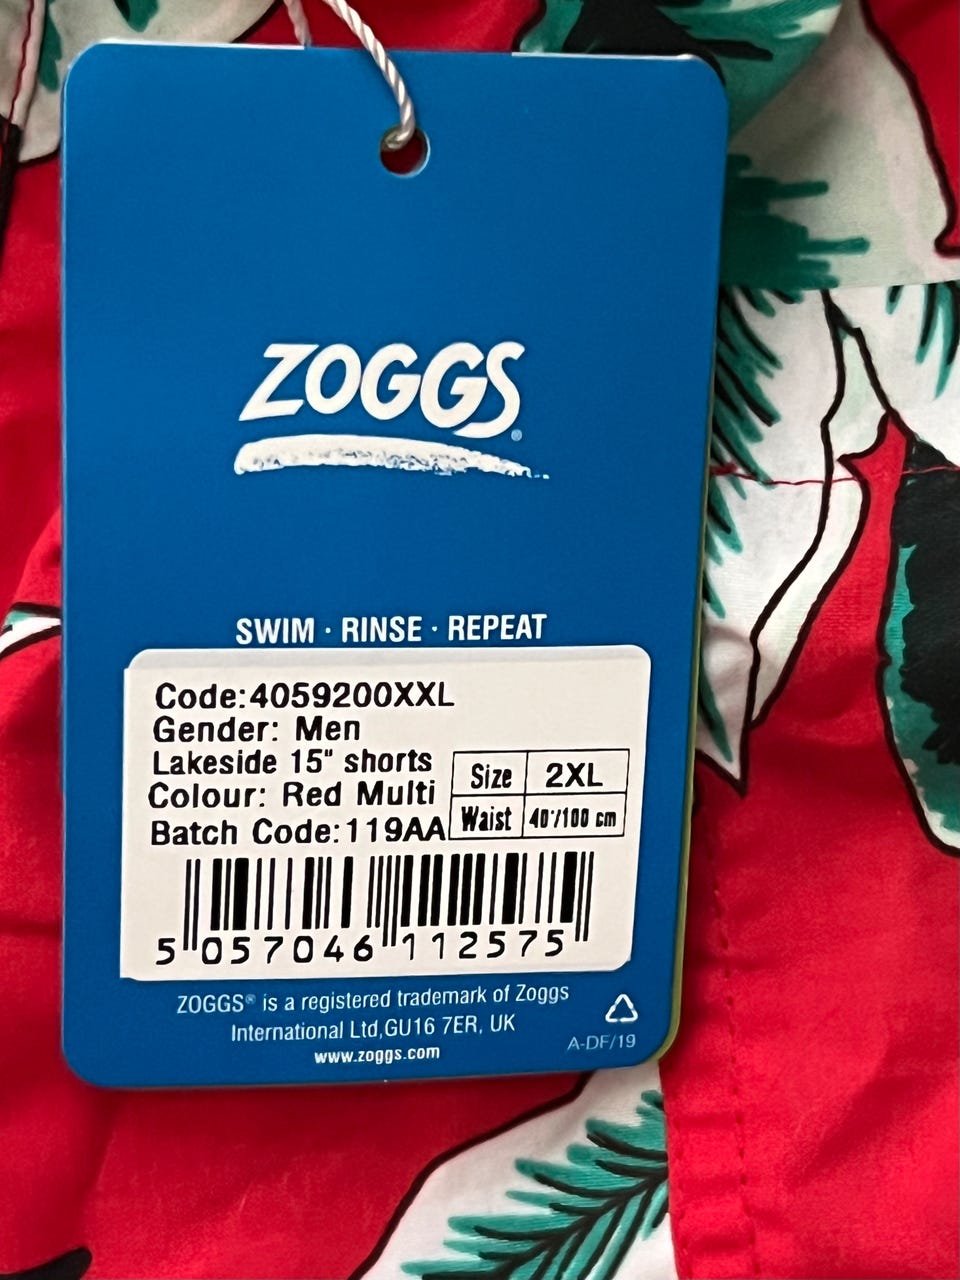 ZOGGS®
SWIM · RINSE · REPEAT
Code:4059200XXL
Gender: Men
Lakeside 15" shorts
Colour: Red Multi
Batch Code:119AA
Size 2XL
Waist 40"/100 cm
5 057046 112575
ZOGGS® is a registered trademark of Zoggs
International Ltd,GU16 7ER, UK
www.zoggs.com
A-DF/19